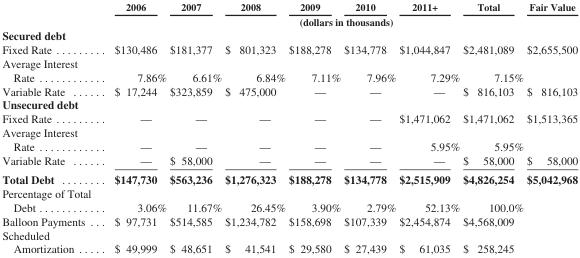 2006 2007 2008 2009 2010 2011+ Total Fair Value
(dollars in thousands)
Secured debt
Fixed Rate . . . . . . . . . $130,486 $181,377 $ 801,323 $188,278 $134,778 $1,044,847 $2,481,089 $2,655,500
Average Interest
Rate . . . . . . . . . . . . 7.86% 6.61% 6.84% 7.11% 7.96% 7.29% 7.15%
Variable Rate . . . . . . $ 17,244 $323,859 $ 475,000 — — — $ 816,103 $ 816,103
Unsecured debt
Fixed Rate . . . . . . . . . — — — — — $1,471,062 $1,471,062 $1,513,365
Average Interest
Rate . . . . . . . . . . . . — — — — — 5.95% 5.95%
Variable Rate . . . . . . — $ 58,000 — — — — $ 58,000 $ 58,000
Total Debt . . . . . . . . $147,730 $563,236 $1,276,323 $188,278 $134,778 $2,515,909 $4,826,254 $5,042,968
Percentage of Total
Debt . . . . . . . . . . . . 3.06% 11.67% 26.45% 3.90% 2.79% 52.13% 100.0%
Balloon Payments . . . $ 97,731 $514,585 $1,234,782 $158,698 $107,339 $2,454,874 $4,568,009
Scheduled
Amortization . . . . . $ 49,999 $ 48,651 $ 41,541 $ 29,580 $ 27,439 $ 61,035 $ 258,245